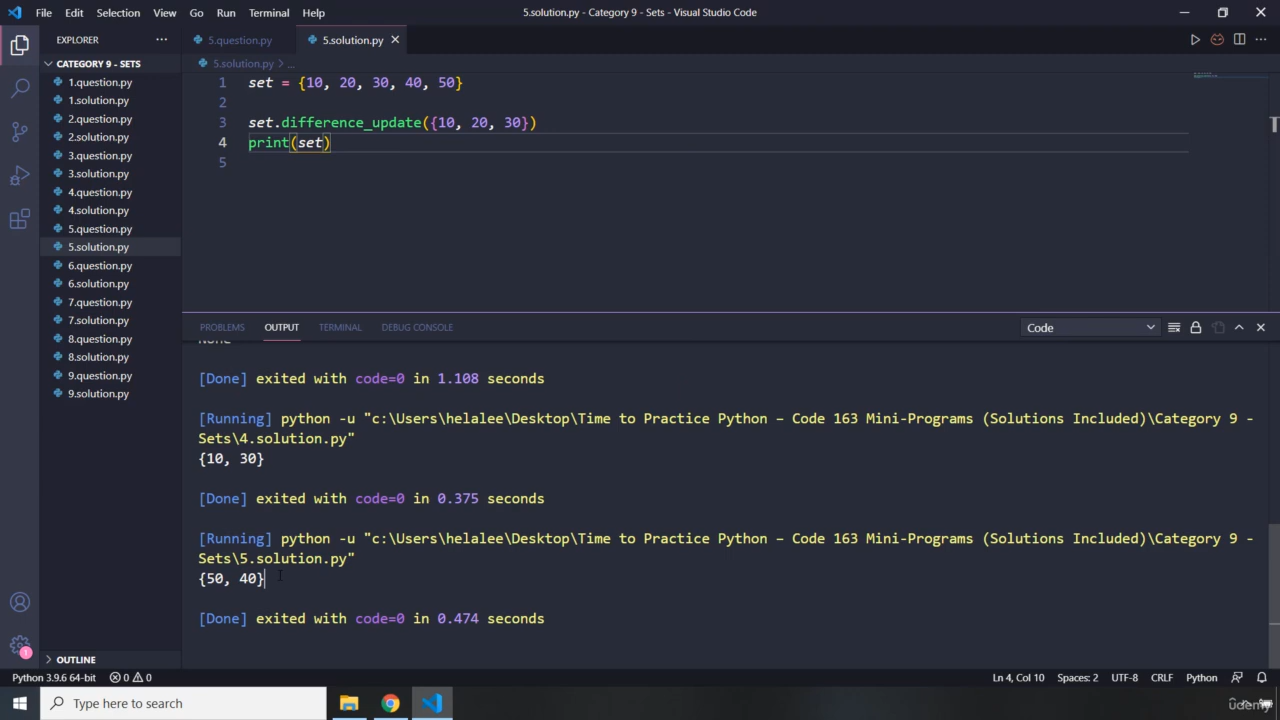 File Edit Selection View Go Run Terminal Help 5.solution.py - Category 9 - Sets - Visual Studio Code
EXPLORER
5.question.py 5.solution.py
CATEGORY 9 - SETS
5.solution.py > ...
1.question.py
1.solution.py
2.question.py
2.solution.py
3.question.py
3.solution.py
4.question.py
4.solution.py
5.question.py
5.solution.py
6.question.py
6.solution.py
7.question.py
7.solution.py
8.question.py
8.solution.py
9.question.py
9.solution.py
OUTLINE
1 set = {10, 20, 30, 40, 50}
2
3 set.difference_update({10, 20, 30})
4 print(set)
5
PROBLEMS OUTPUT TERMINAL DEBUG CONSOLE Code
None
[Done] exited with code=0 in 1.108 seconds
[Running] python -u "c:\Users\helalee\Desktop\Time to Practice Python – Code 163 Mini-Programs (Solutions Included)\Category 9 -
Sets\4.solution.py"
{10, 30}
[Done] exited with code=0 in 0.375 seconds
[Running] python -u "c:\Users\helalee\Desktop\Time to Practice Python – Code 163 Mini-Programs (Solutions Included)\Category 9 -
Sets\5.solution.py"
{50, 40}
[Done] exited with code=0 in 0.474 seconds
1
Python 3.9.6 64-bit 0 0 Ln 4, Col 10 Spaces: 2 UTF-8 CRLF Python
Type here to search
Udemy